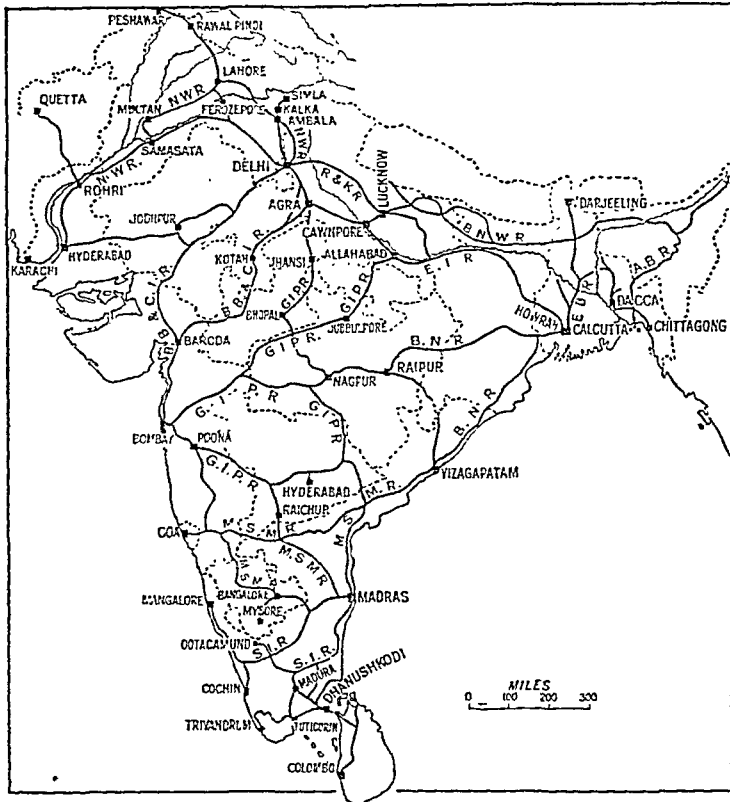 PESHAWAR
RAWALPINDI
LAHORE
QUETTA
SIMLA
KALKA
AMBALA
MULTAN
N W R
FEROZEPORE
SAMASATA
N W R
DELHI
N.W.R.
ROHRI
R & K R
LUCKNOW
AGRA
JODHPUR
CAWNPORE
B N W R
DARJEELING
KARACHI
HYDERABAD
KOTAH
JHANSI
ALLAHABAD
E I R
E U R
A.B.R.
B B & C.I.R.
B B & C I R
G.I.P.R
G I P R.
BHOPAL
JUBBULPORE
HOWRAH
DACCA
CALCUTTA
CHITTAGONG
BARODA
G I P R.
B. N. R
NAGPUR
RAIPUR
G. I. P. R
G I P R
B. N. R
BOMBAY
POONA
G.I.P.R
HYDERABAD
VIZAGAPATAM
RAICHUR
M. S. M. R.
GOA
M S M R
M.S.M.R
M S M R
MANGALORE
BANGALORE
MADRAS
MYSORE
OOTACAMUND
S.I.R
S.I.R.
COCHIN
MADURA
DHANUSHKODI
MILES
0 100 200 300
TRIVANDRUM
TUTICORIN
COLOMBO